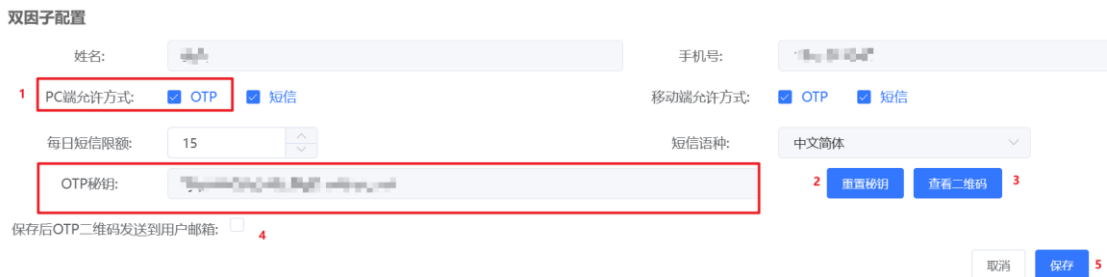 双因子配置
姓名: 手机号:
1 PC端允许方式: OTP 短信 移动端允许方式: OTP 短信
每日短信限额: 15 短信语种: 中文简体
OTP秘钥: 2 重置秘钥 查看二维码 3
保存后OTP二维码发送到用户邮箱: 4
取消 保存 5